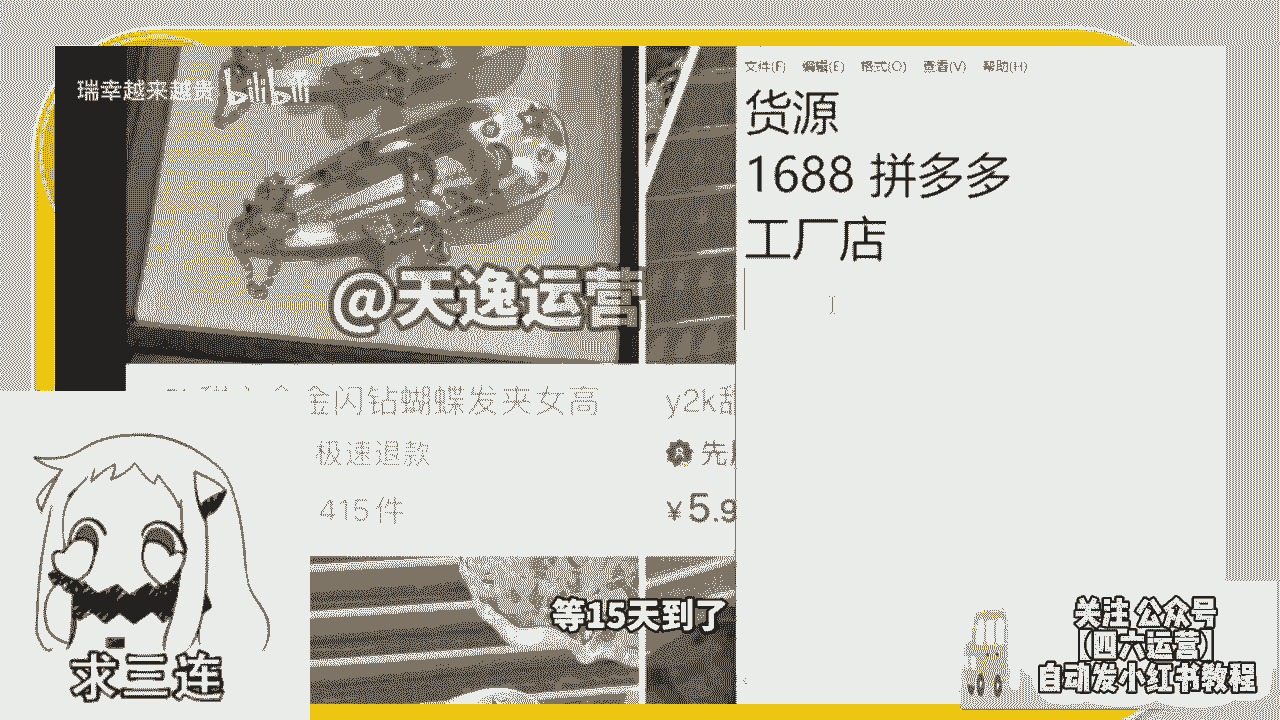 瑞幸越来越贵 bilibili
文件(F) 编辑(E) 格式(O) 查看(V) 帮助(H)
货源
1688 拼多多
工厂店
@天逸运营
金闪钻蝴蝶发夹女高
极速退款
415件
y2k甜
先
¥5.9
等15天到了
求三连
关注 公众号
(四六运营)
自动发小红书教程